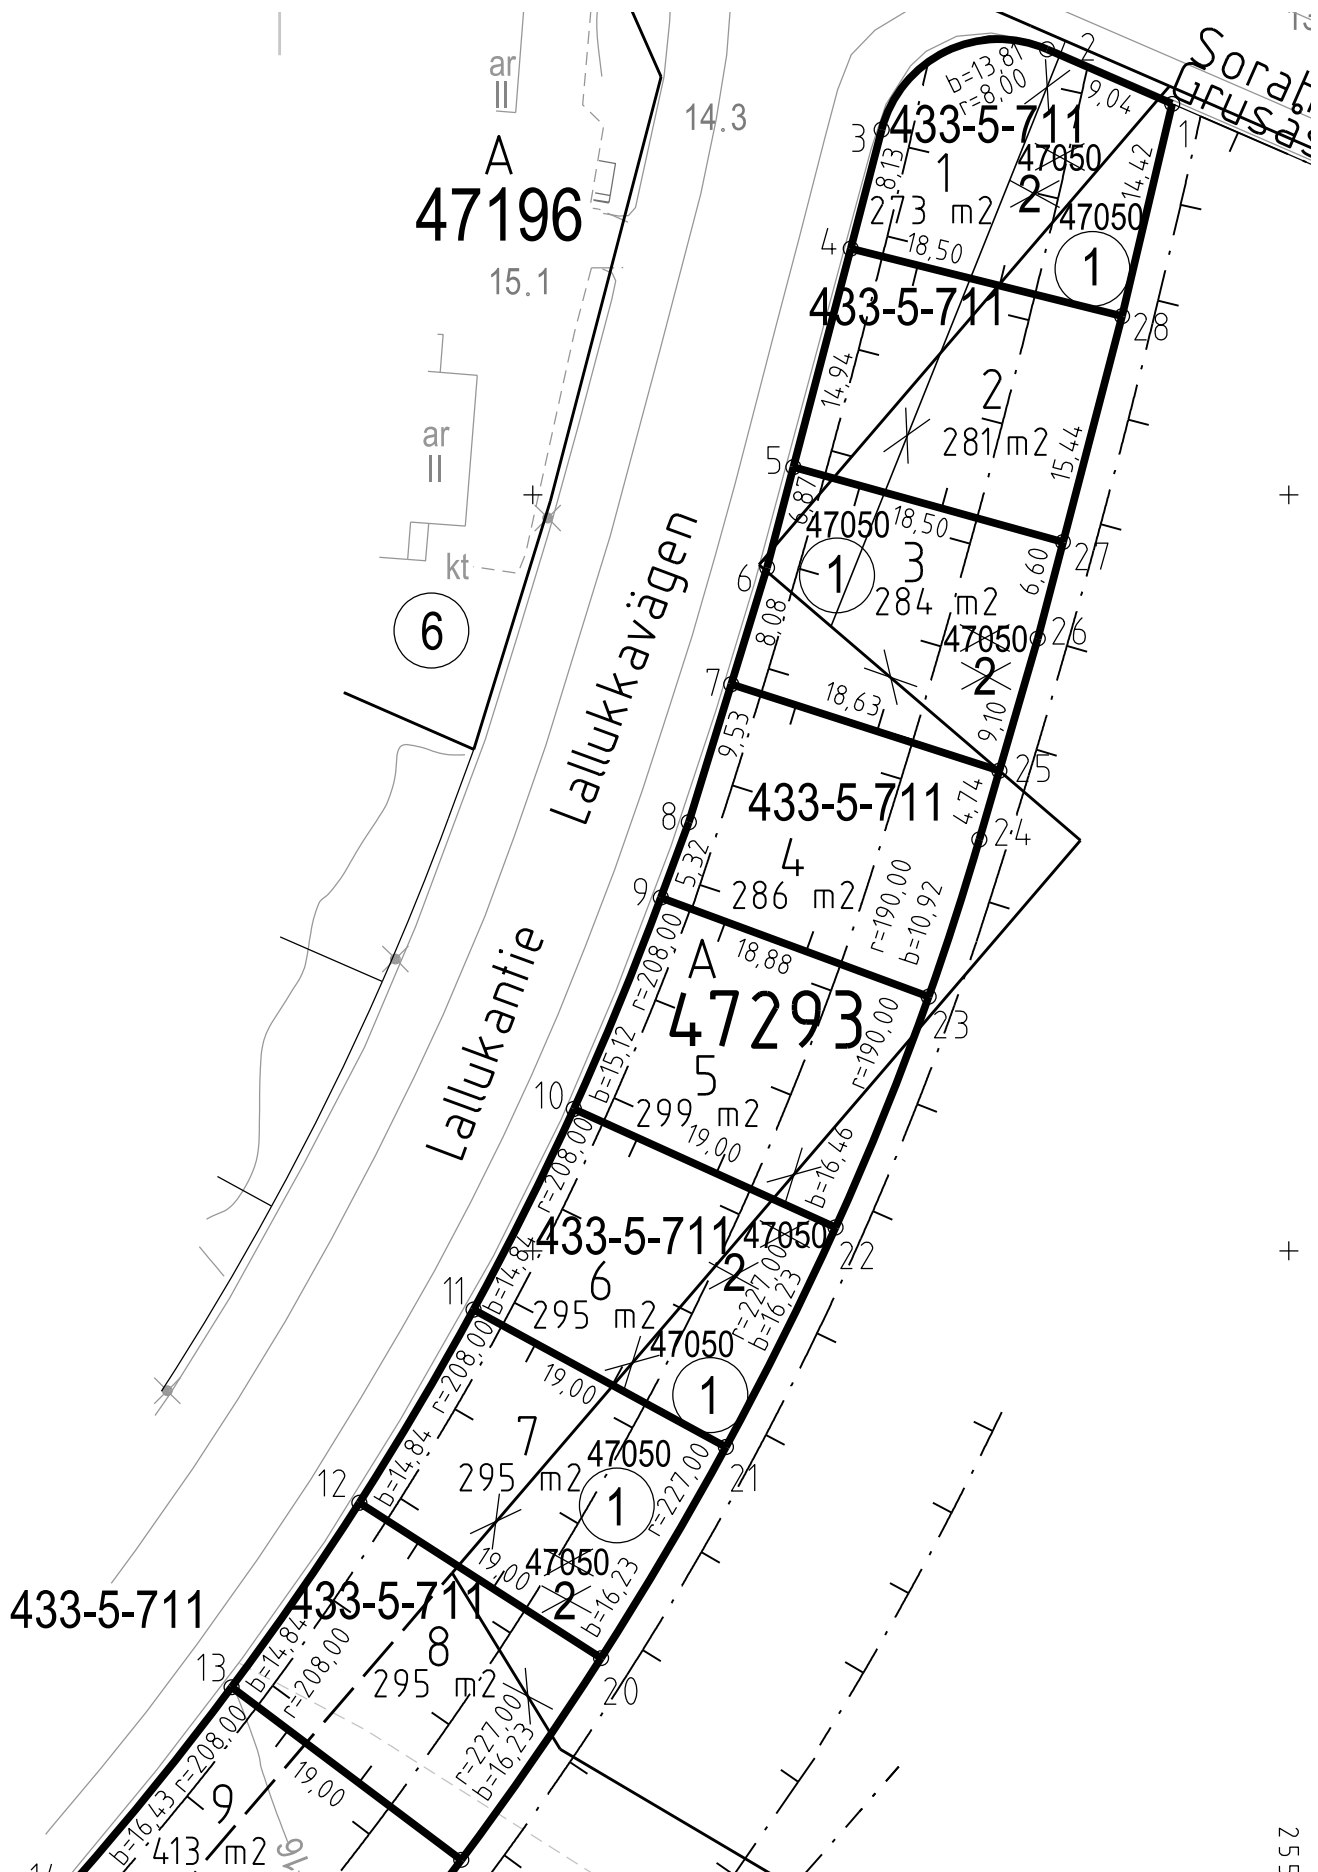 ar
II
A
47196
15.1
14.3
ar
II
kt
6
Lallukkavägen
Lallukantie
1
2
3
4
5
6
7
8
9
10
11
12
13
20
21
22
23
24
25
26
27
28
b=13,81
r=8,00
9,04
433-5-711
8,13
1
273 m2
47050
2
14,42
47050
1
18,50
433-5-711
14,94
2
281 m2
15,44
6,87
47050
18,50
1
3
284 m2
6,60
47050
2
8,08
18,63
9,10
9,53
433-5-711
4,74
4
286 m2
r=190,00
b=10,92
5,32
18,88
r=208,00
A
47293
r=190,00
b=15,12
5
299 m2
19,00
b=16,46
r=208,00
433-5-711
47050
2
6
295 m2
b=14,84
r=227,00
b=16,23
47050
1
r=208,00
19,00
7
295 m2
47050
1
r=227,00
b=14,84
19,00
47050
2
b=16,23
433-5-711
433-5-711
8
295 m2
b=14,84
r=208,00
r=227,00
b=16,23
r=208,00
19,00
9
413 m2
b=16,43